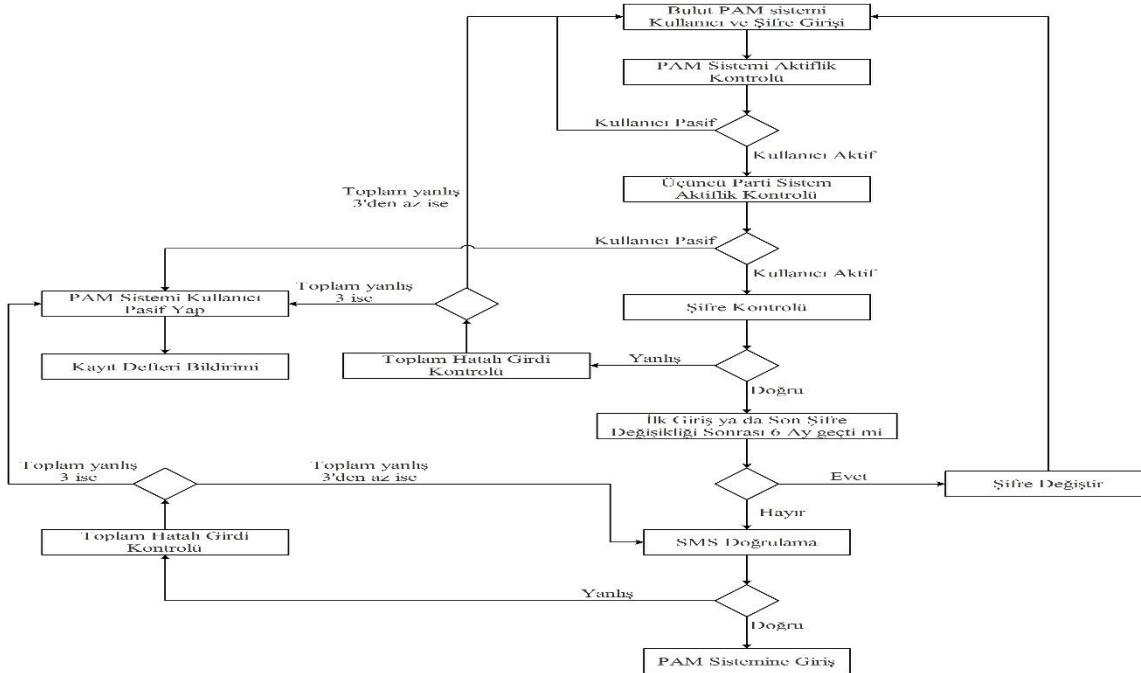 Bulut PAM sistemi
Kullanıcı ve Şifre Girişi
PAM Sistemi Aktiflik
Kontrolü
Kullanıcı Pasif
Kullanıcı Aktif
Toplam yanlış
3'den az ise
Üçüncü Parti Sistem
Aktiflik Kontrolü
Kullanıcı Pasif
Kullanıcı Aktif
PAM Sistemi Kullanıcı
Pasif Yap
Toplam yanlış
3 ise
Şifre Kontrolü
Kayıt Defteri Bildirimi
Toplam Hatalı Girdi
Kontrolü
Yanlış
Doğru
İlk Giriş ya da Son Şifre
Değişikliği Sonrası 6 Ay geçti mi
Toplam yanlış
3 ise
Toplam yanlış
3'den az ise
Evet
Şifre Değiştir
Hayır
Toplam Hatalı Girdi
Kontrolü
SMS Doğrulama
Yanlış
Doğru
PAM Sistemine Giriş